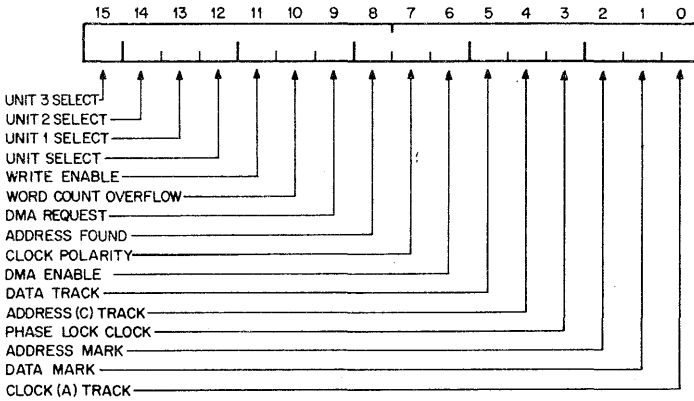 15 14 13 12 11 10 9 8 7 6 5 4 3 2 1 0
UNIT 3 SELECT
UNIT 2 SELECT
UNIT 1 SELECT
UNIT SELECT
WRITE ENABLE
WORD COUNT OVERFLOW
DMA REQUEST
ADDRESS FOUND
CLOCK POLARITY
DMA ENABLE
DATA TRACK
ADDRESS (C) TRACK
PHASE LOCK CLOCK
ADDRESS MARK
DATA MARK
CLOCK (A) TRACK